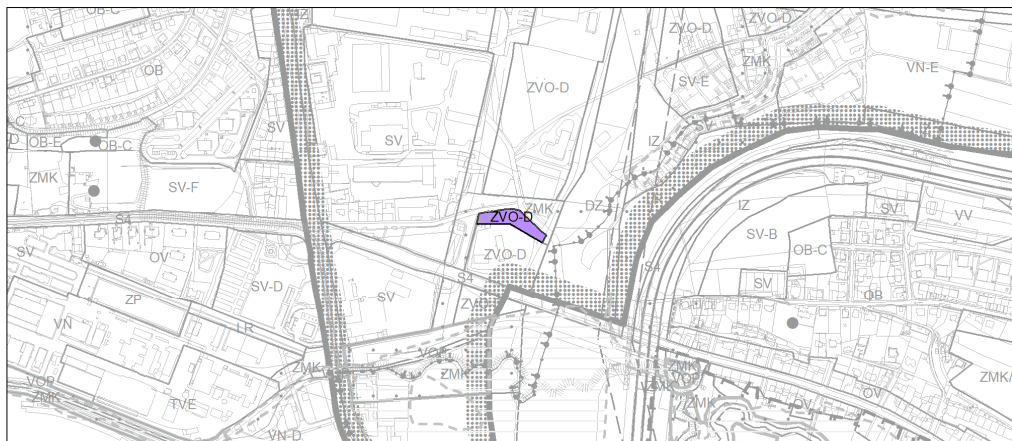 OB-C
OB
ZVO-D
ZVO-D
SV-E
ZMK
VN-E
SV
SV
IZ
SV
OB-E
OB-C
ZMK
SV-F
ZVO-D
ZMK
DZ
IZ
SV
VV
SV-B
OB-C
S4
SV
OV
ZVO-D
S4
S4
SV-D
SV
ZP
SV
OB
VN
LR
ZMK
ZMK
ZMK
VOP
ZMK
ZMK
ZMK
TVE
OV
OV
VN-D